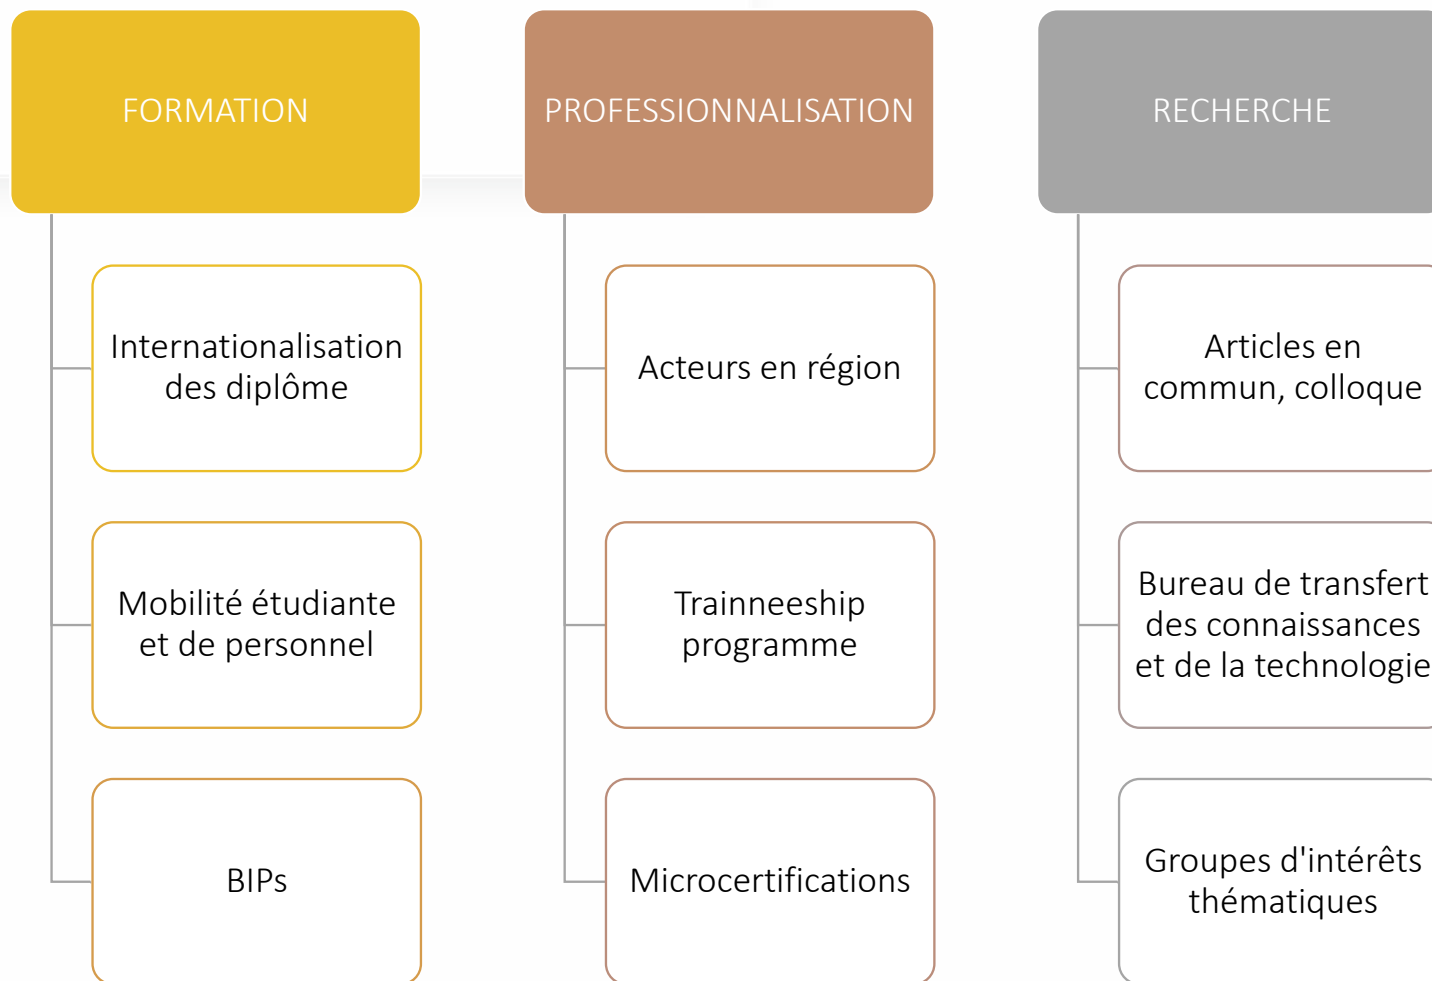 FORMATION
Internationalisation
des diplôme
Mobilité étudiante
et de personnel
BIPs
PROFESSIONNALISATION
Acteurs en région
Trainneeship
programme
Microcertifications
RECHERCHE
Articles en
commun, colloque
Bureau de transfert
des connaissances
et de la technologie
Groupes d'intérêts
thématiques